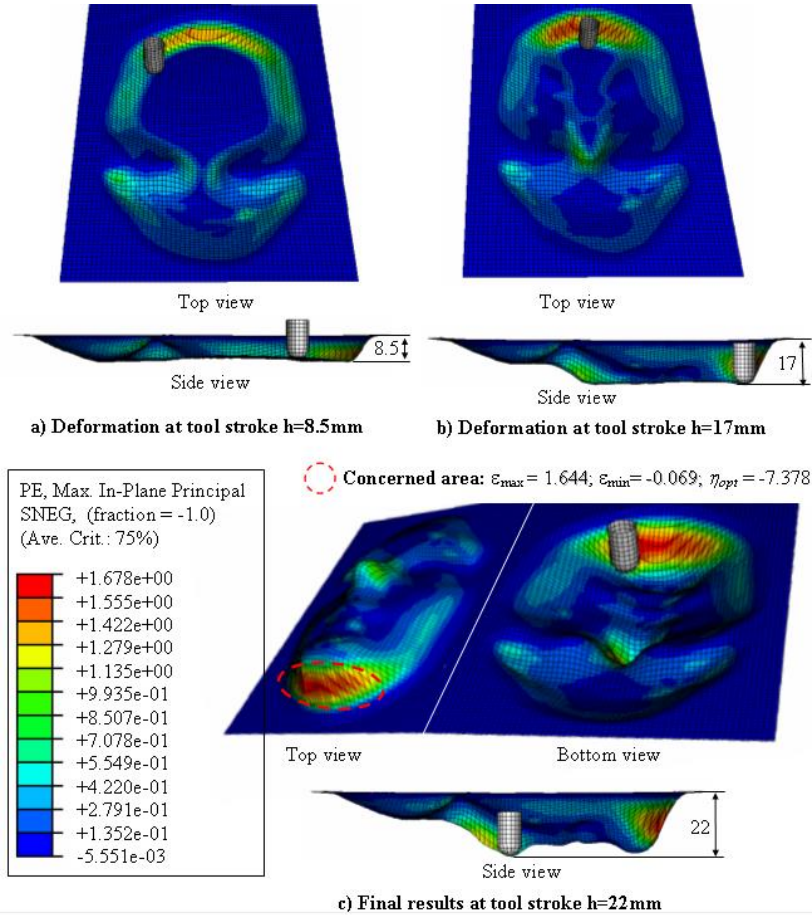 Top view
Top view
8.5
Side view
17
Side view
a) Deformation at tool stroke h=8.5mm
b) Deformation at tool stroke h=17mm
Concerned area: εmax = 1.644; εmin= -0.069; ηopt = -7.378
PE, Max. In-Plane Principal
SNEG, (fraction = -1.0)
(Ave. Crit.: 75%)
+1.678e+00
+1.555e+00
+1.422e+00
+1.279e+00
+1.135e+00
+9.935e-01
+8.507e-01
+7.078e-01
+5.549e-01
+4.220e-01
+2.791e-01
+1.352e-01
-5.551e-03
Top view
Bottom view
22
Side view
c) Final results at tool stroke h=22mm